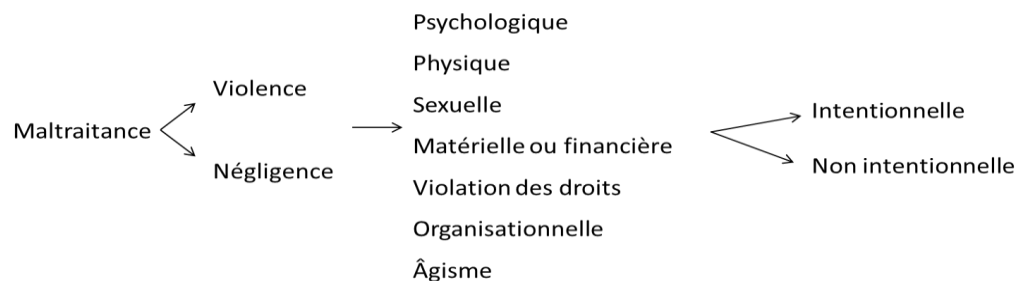 Maltraitance
Violence
Négligence
Psychologique
Physique
Sexuelle
Matérielle ou financière
Violation des droits
Organisationnelle
Âgisme
Intentionnelle
Non intentionnelle